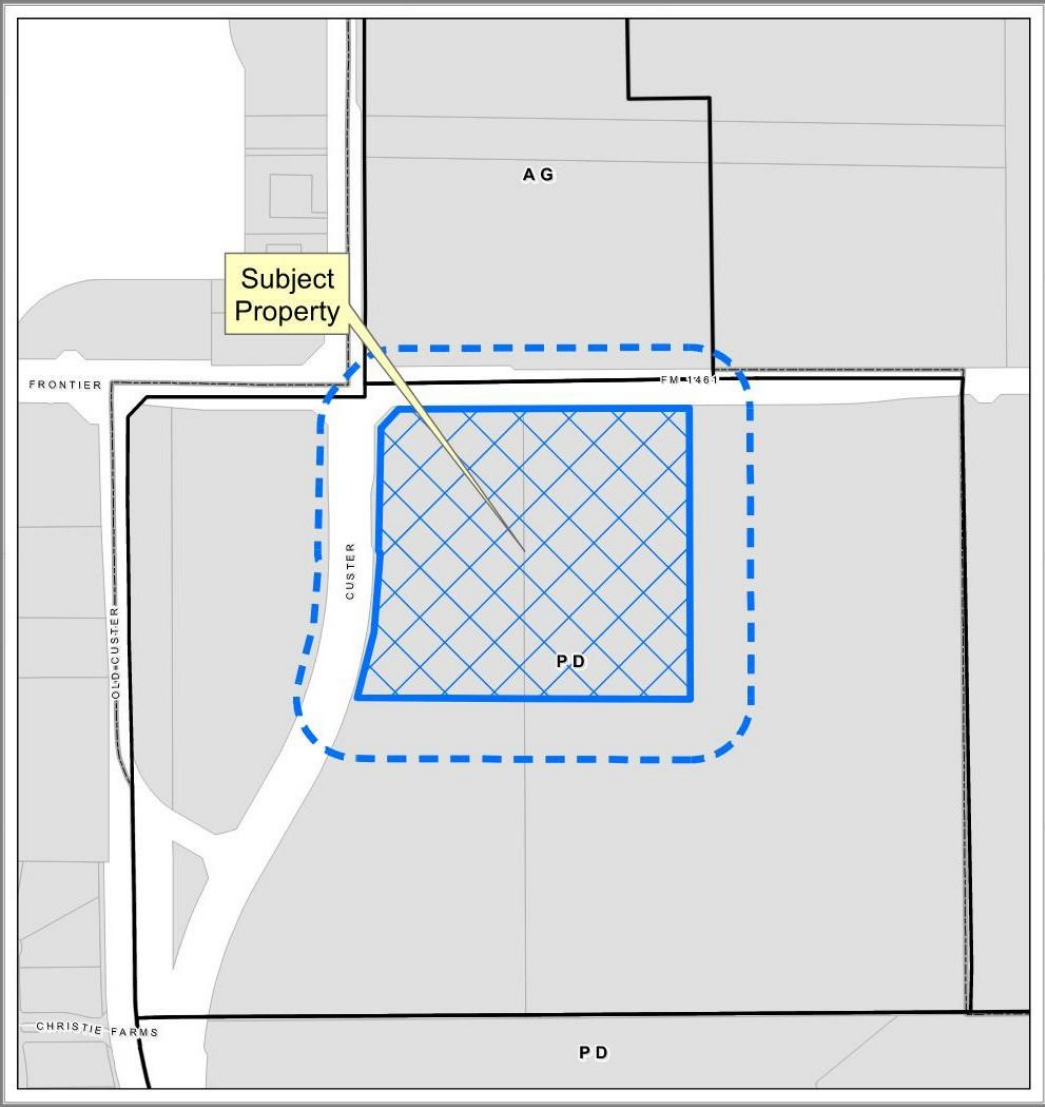 AG
Subject
Property
FRONTIER
FM 1461
CUSTER
OLD CUSTER
PD
CHRISTIE FARMS
PD